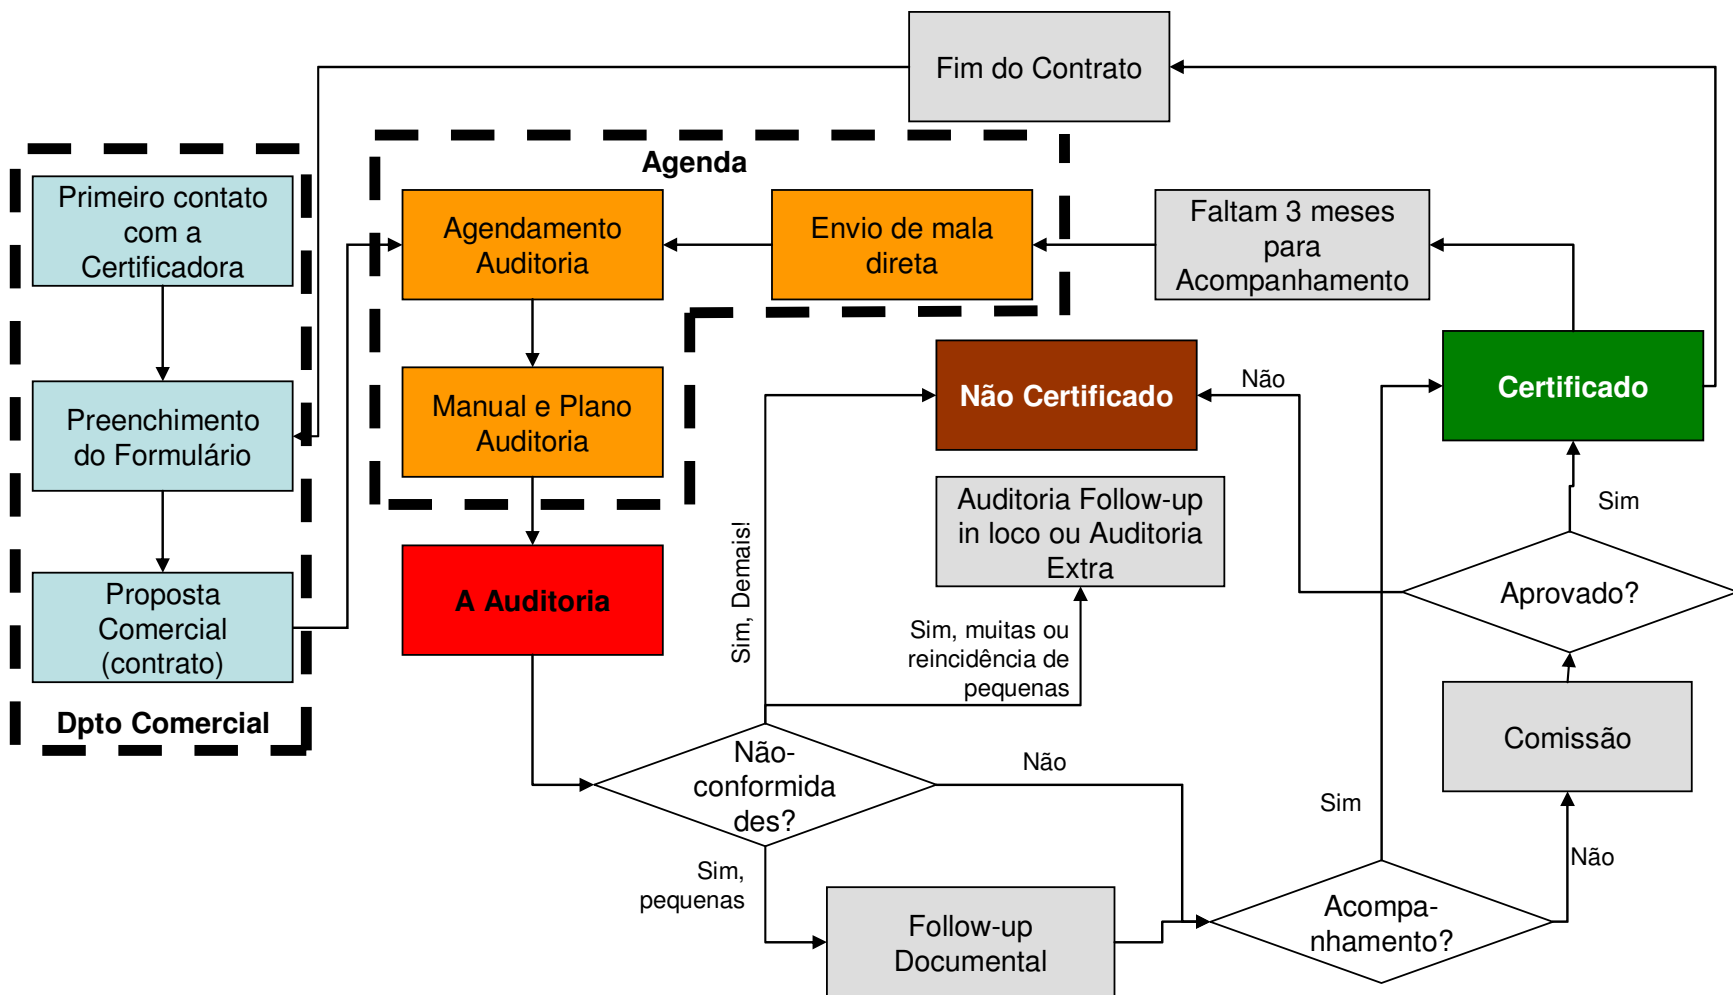 Fim do Contrato
Agenda
Primeiro contato
com a
Certificadora
Agendamento
Auditoria
Envio de mala
direta
Faltam 3 meses
para
Acompanhamento
Preenchimento
do Formulário
Manual e Plano
Auditoria
Não Certificado
Não
Certificado
Auditoria Follow-up
in loco ou Auditoria
Extra
Sim
Proposta
Comercial
(contrato)
A Auditoria
Sim, Demais!
Sim, muitas ou
reincidência de
pequenas
Aprovado?
Dpto Comercial
Comissão
Não-
conformida
des?
Não
Sim
Não
Sim,
pequenas
Follow-up
Documental
Acompa-
nhamento?